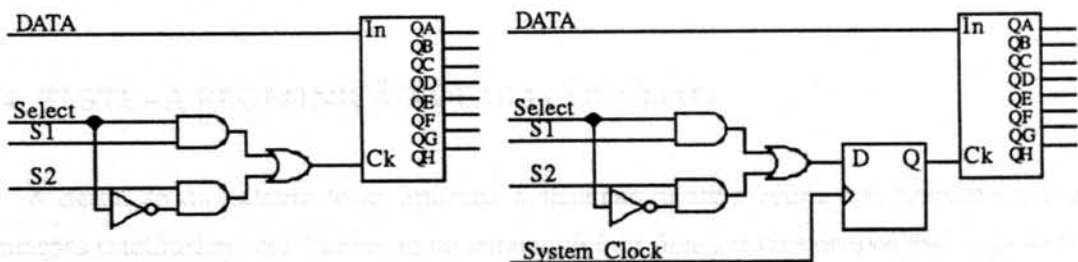 DATA
In
QA
QB
QC
QD
QE
QF
QG
QH
Select
S1
S2
Ck
DATA
In
QA
QB
QC
QD
QE
QF
QG
QH
Select
S1
S2
D Q
Ck
System Clock